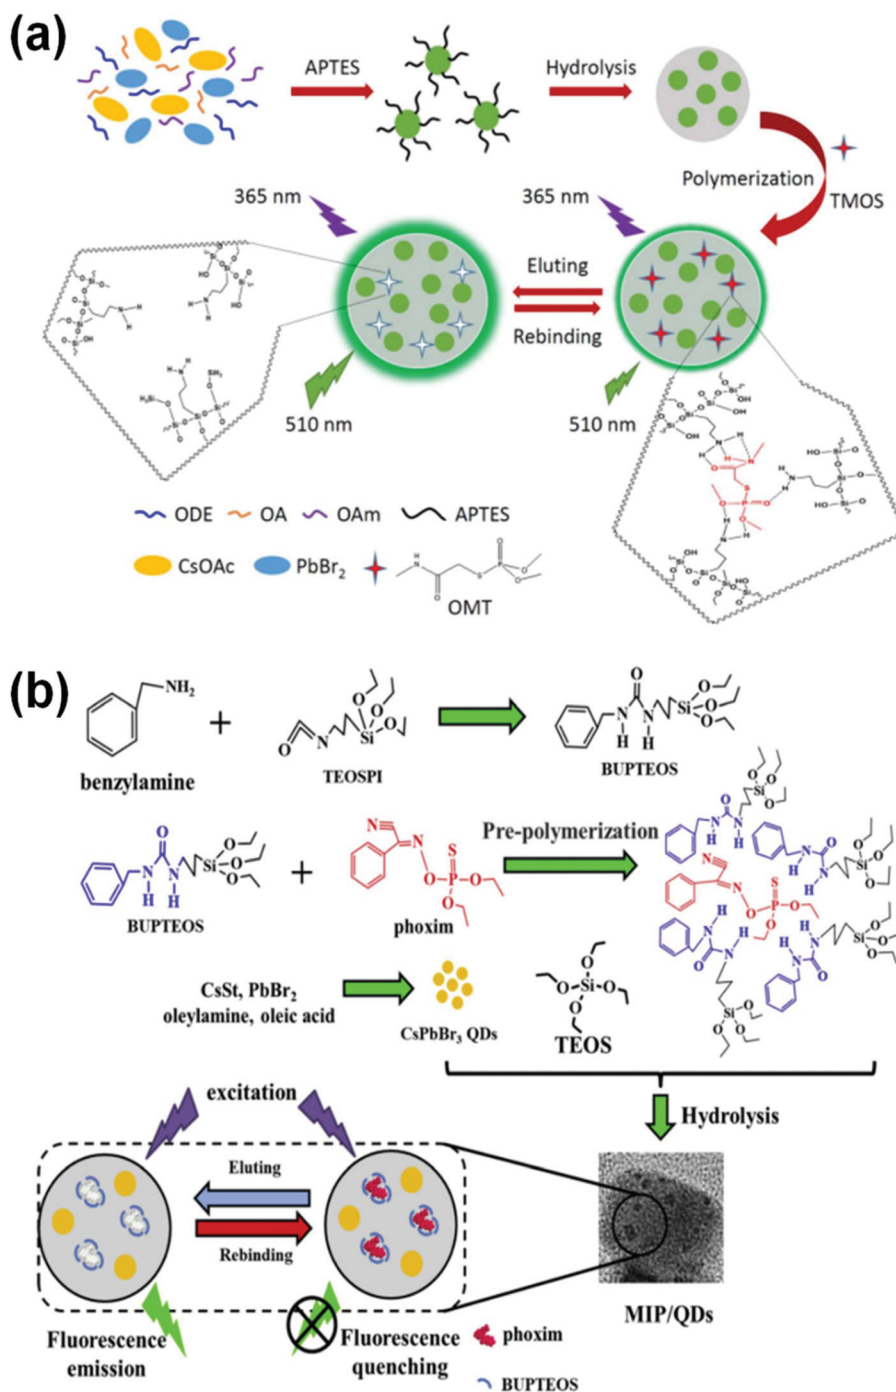 (a)
APTES
Hydrolysis
Polymerization
TMOS
365 nm
365 nm
Eluting
Rebinding
510 nm
510 nm
ODE
OA
OAm
APTES
CsOAc
PbBr2
OMT
(b)
NH2
+
benzylamine
TEOSPI
BUPTEOS
BUPTEOS
+
phoxim
Pre-polymerization
CsSt, PbBr2
oleylamine, oleic acid
CsPbBr3 QDs
TEOS
Hydrolysis
excitation
Eluting
Rebinding
Fluorescence
emission
Fluorescence
quenching
phoxim
BUPTEOS
MIP/QDs